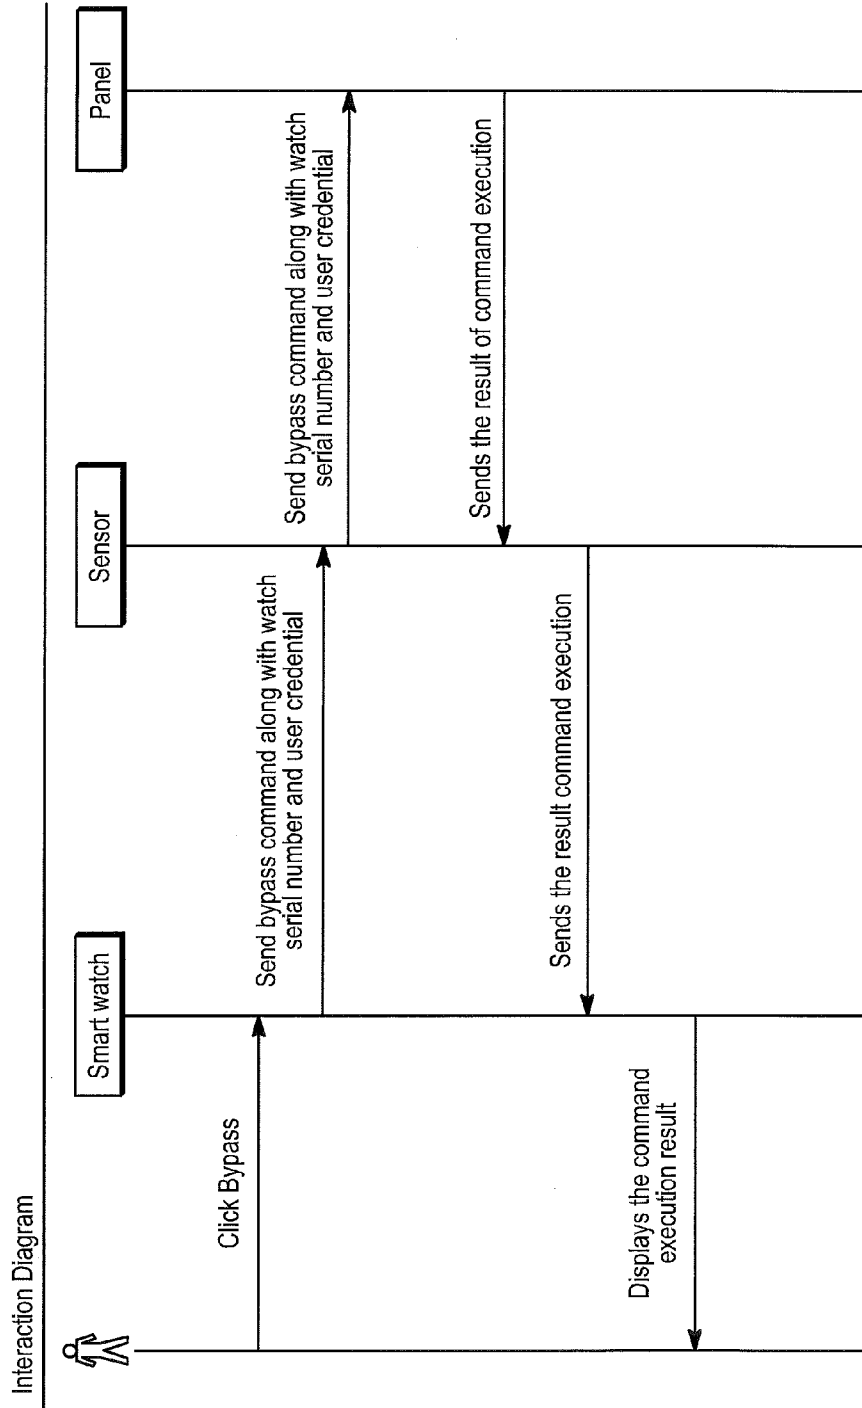 Interaction Diagram
Smart watch
Sensor
Panel
Click Bypass
Send bypass command along with watch
serial number and user credential
Send bypass command along with watch
serial number and user credential
Sends the result of command execution
Sends the result command execution
Displays the command
execution result